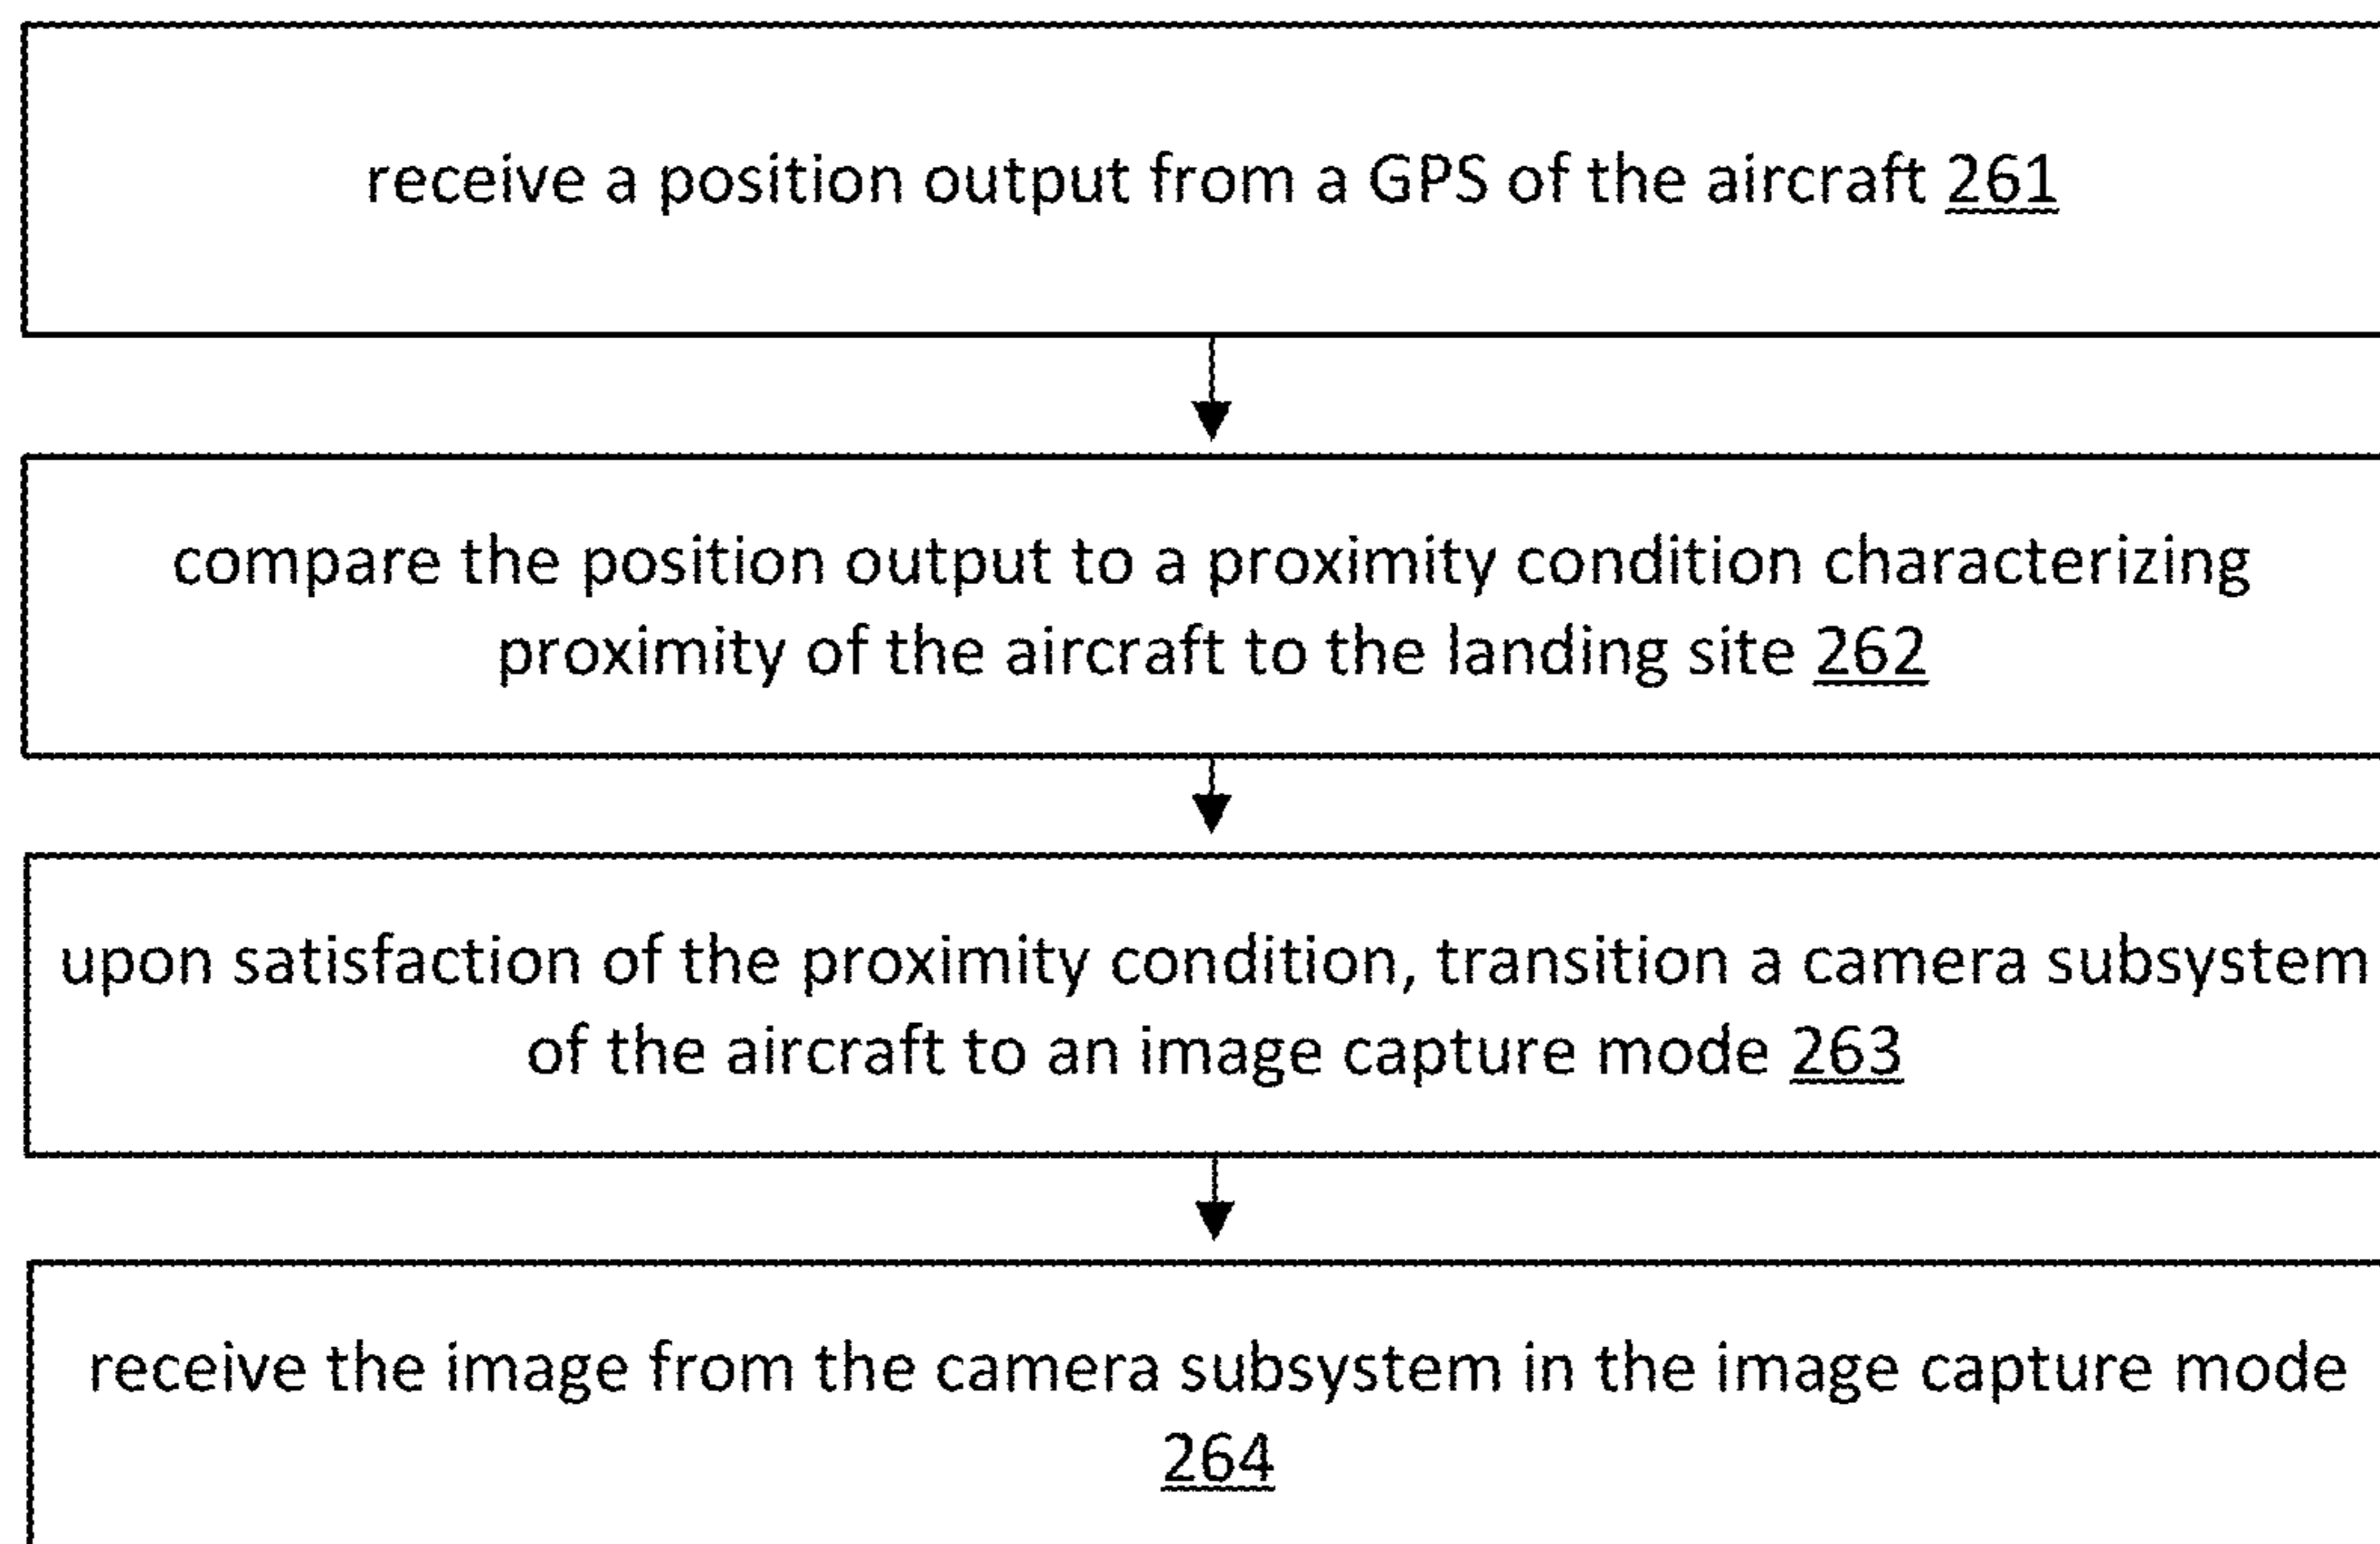 receive a position output from a GPS of the aircraft 261
compare the position output to a proximity condition characterizing
proximity of the aircraft to the landing site 262
upon satisfaction of the proximity condition, transition a camera subsystem
of the aircraft to an image capture mode 263
receive the image from the camera subsystem in the image capture mode
264